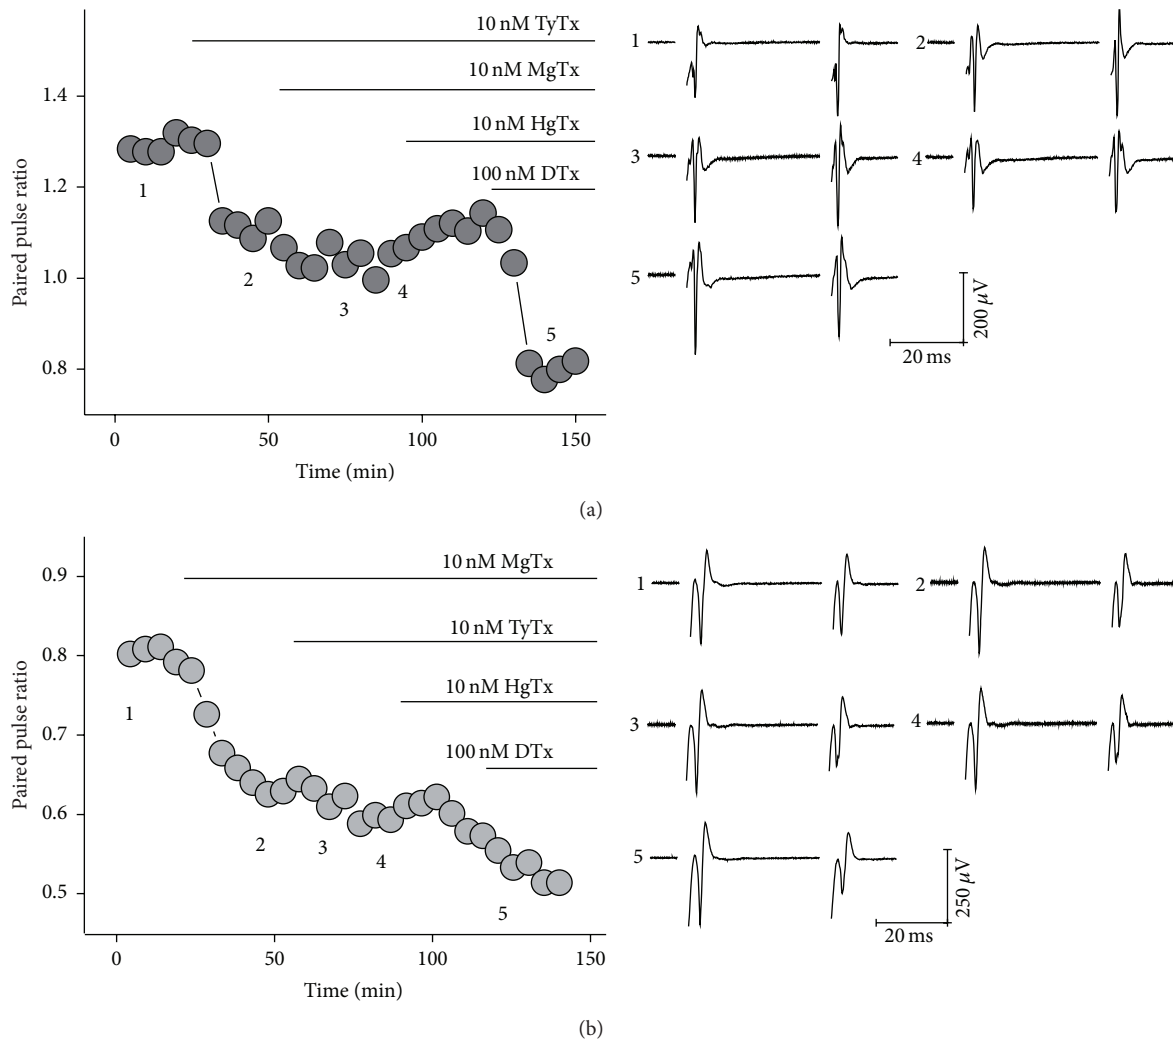 10 nM TyTx
10 nM MgTx
10 nM HgTx
100 nM DTx
1.4
1.2
1.0
0.8
Paired pulse ratio
1
2
3
4
5
0
50
100
150
Time (min)
1
2
3
4
5
200 μV
20 ms
(a)
10 nM MgTx
10 nM TyTx
10 nM HgTx
100 nM DTx
0.9
0.8
0.7
0.6
0.5
Paired pulse ratio
1
2
3
4
5
0
50
100
150
Time (min)
1
2
3
4
5
250 μV
20 ms
(b)